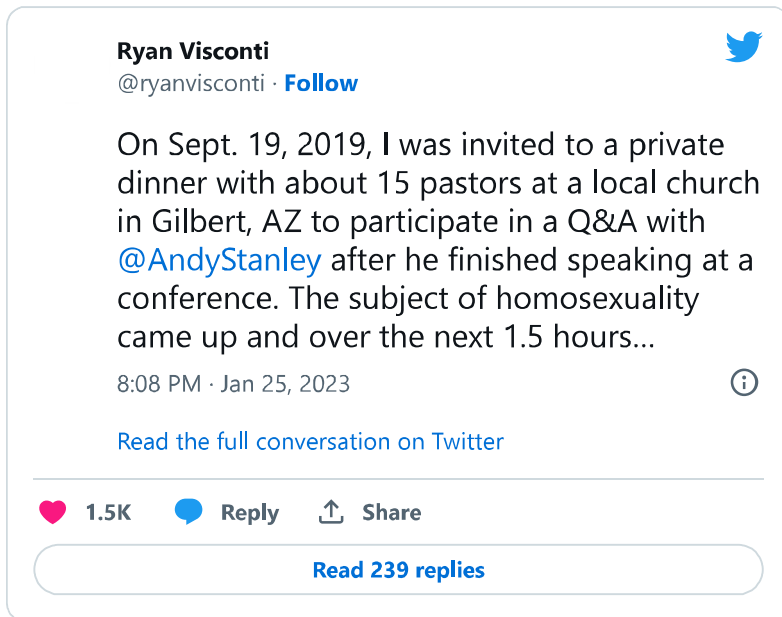 Ryan Visconti
@ryanvisconti · Follow
On Sept. 19, 2019, I was invited to a private
dinner with about 15 pastors at a local church
in Gilbert, AZ to participate in a Q&A with
@AndyStanley after he finished speaking at a
conference. The subject of homosexuality
came up and over the next 1.5 hours...
8:08 PM · Jan 25, 2023
Read the full conversation on Twitter
1.5K Reply Share
Read 239 replies